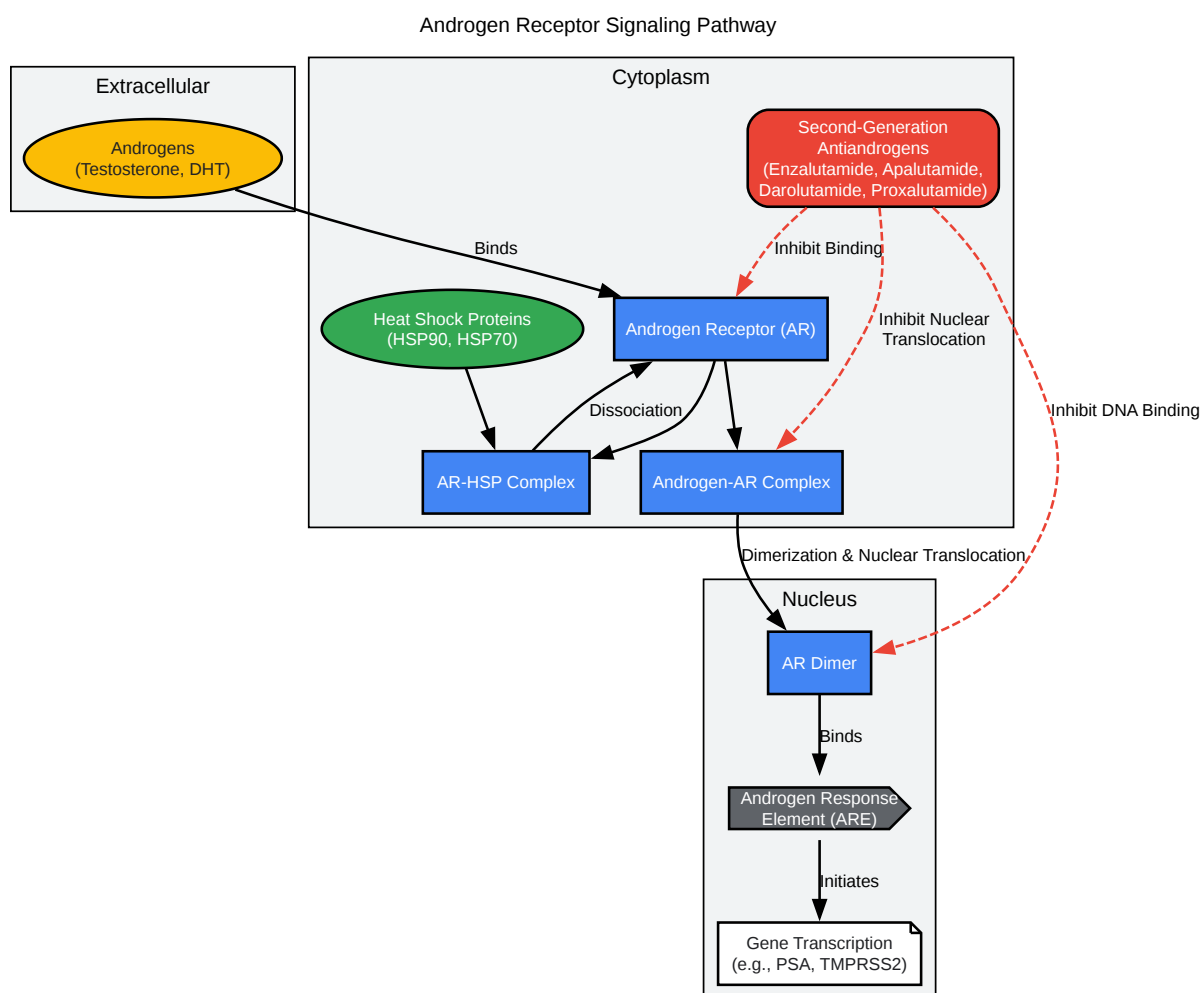 Androgen Receptor Signaling Pathway
Extracellular
Androgens
(Testosterone, DHT)
Cytoplasm
Second-Generation
Antiandrogens
(Enzalutamide, Apalutamide,
Darolutamide, Proxalutamide)
Binds
Inhibit Binding
Heat Shock Proteins
(HSP90, HSP70)
Androgen Receptor (AR)
Inhibit Nuclear
Translocation
Dissociation
Inhibit DNA Binding
AR-HSP Complex
Androgen-AR Complex
Dimerization & Nuclear Translocation
Nucleus
AR Dimer
Binds
Androgen Response
Element (ARE)
Initiates
Gene Transcription
(e.g., PSA, TMPRSS2)